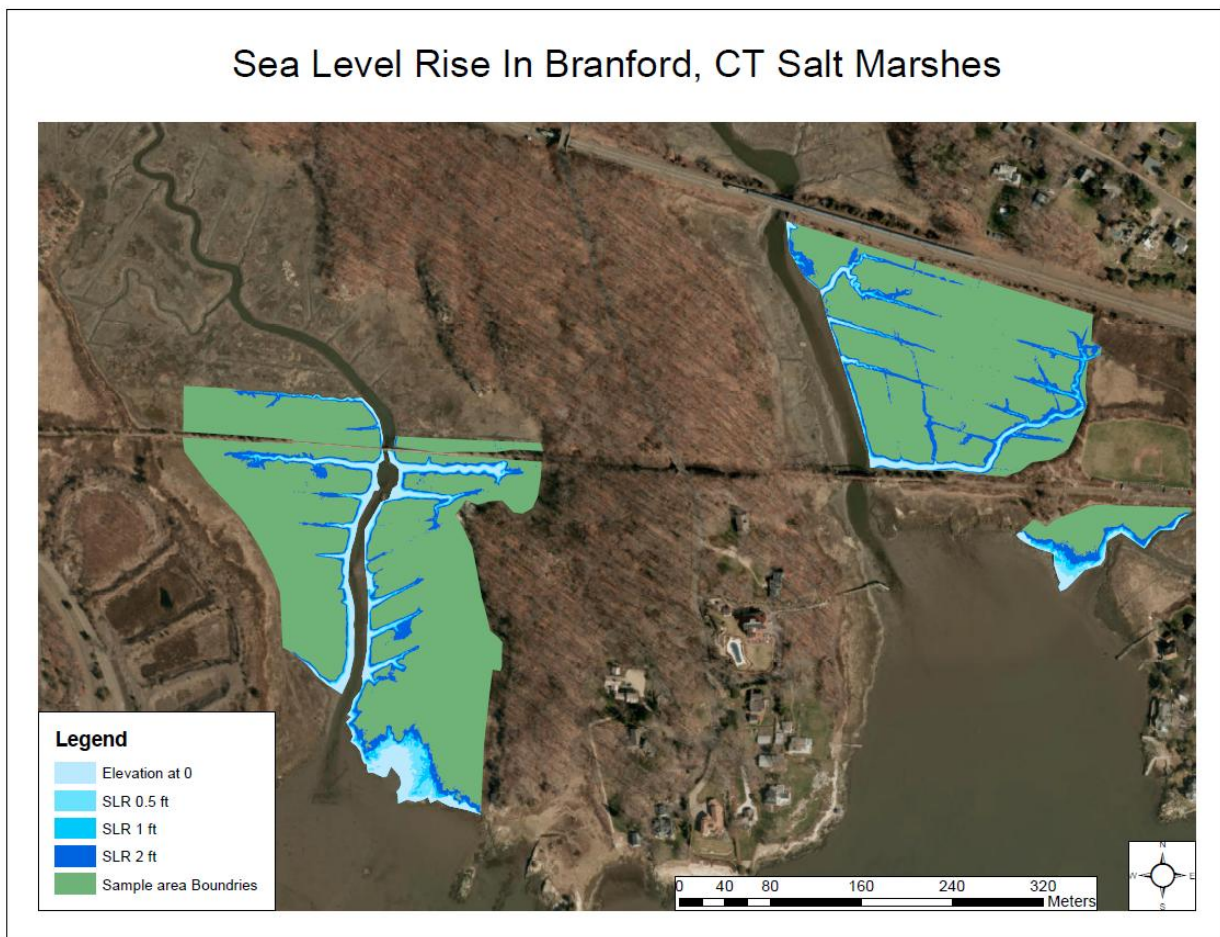 Sea Level Rise In Branford, CT Salt Marshes
Legend
Elevation at 0
SLR 0.5 ft
SLR 1 ft
SLR 2 ft
Sample area Boundries
0 40 80 160 240 320
Meters
N
W E
S